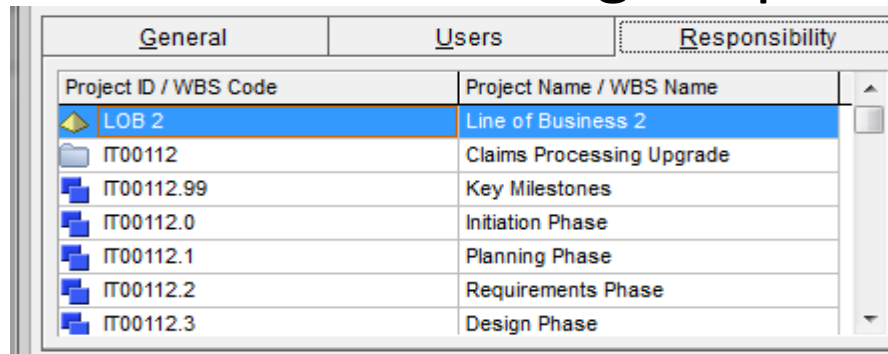 General Users Responsibility
Project ID / WBS Code Project Name / WBS Name
LOB 2 Line of Business 2
IT00112 Claims Processing Upgrade
IT00112.99 Key Milestones
IT00112.0 Initiation Phase
IT00112.1 Planning Phase
IT00112.2 Requirements Phase
IT00112.3 Design Phase